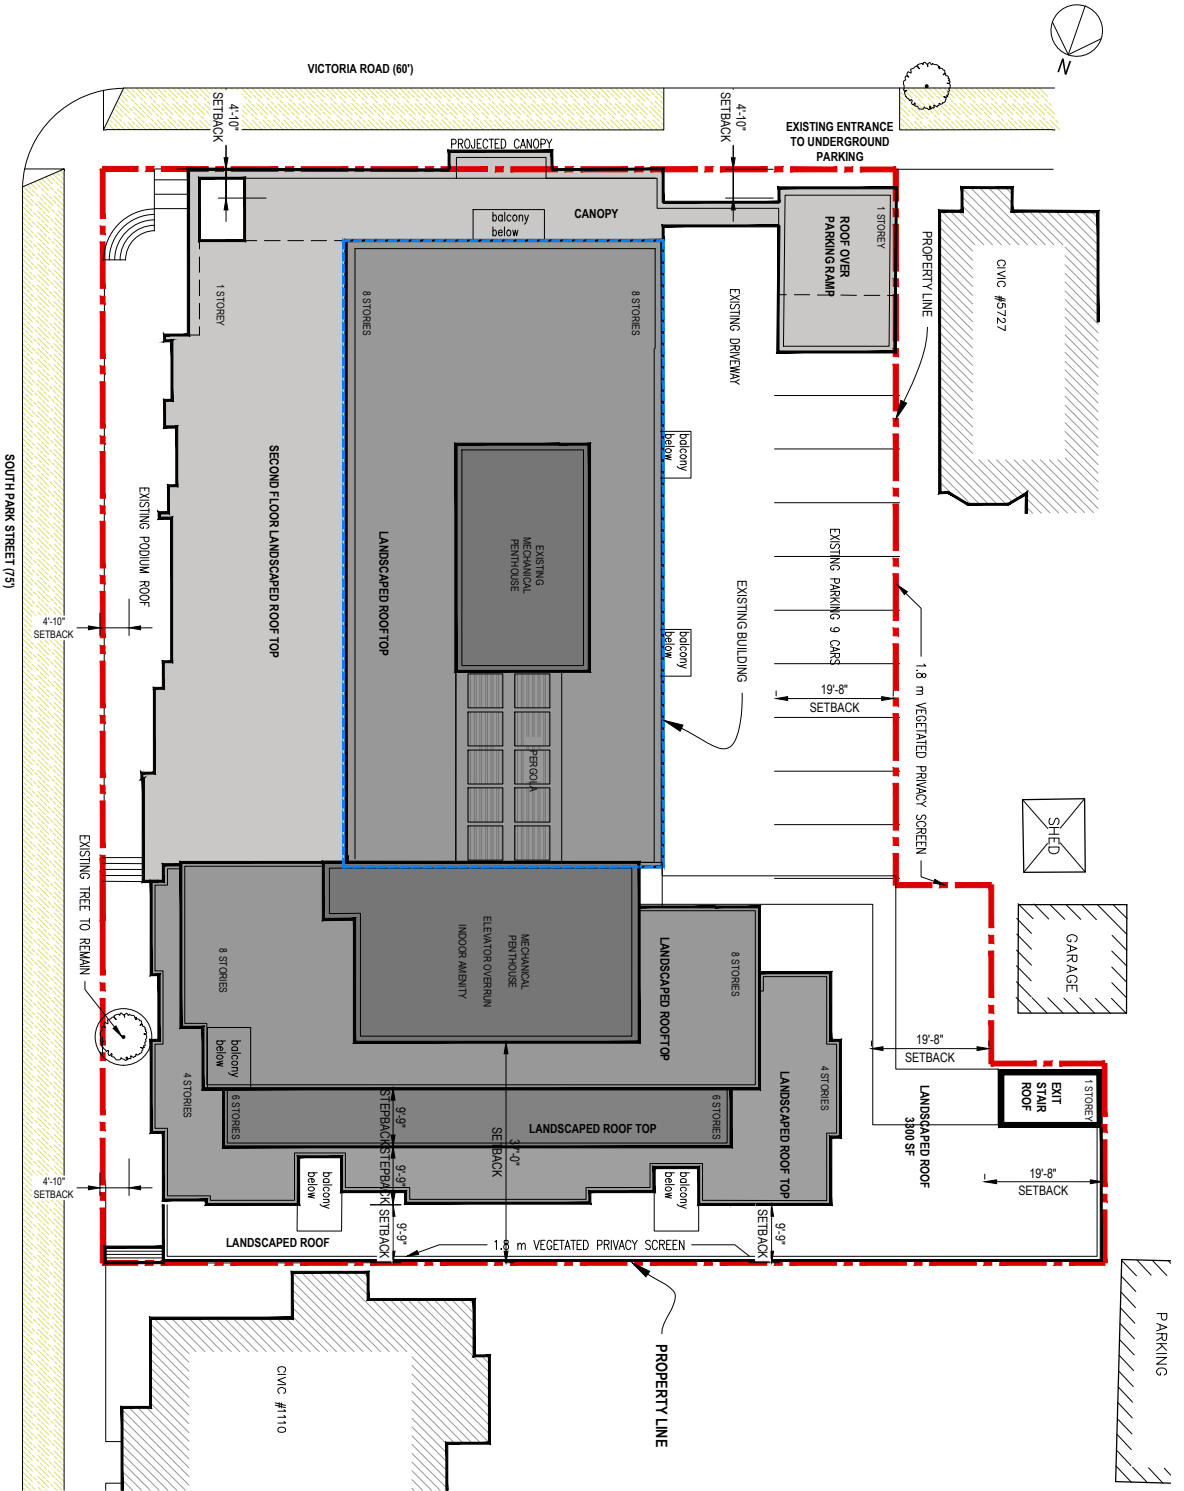 VICTORIA ROAD (60')
N
4'-10"
SETBACK
4'-10"
SETBACK
PROJECTED CANOPY
EXISTING ENTRANCE
TO UNDERGROUND
PARKING
balcony
below
CANOPY
1 STOREY
ROOF OVER
PARKING RAMP
PROPERTY LINE
CIVIC #5727
1 STOREY
8 STORIES
8 STORIES
EXISTING DRIVEWAY
balcony
below
SOUTH PARK STREET (75')
EXISTING PODIUM ROOF
SECOND FLOOR LANDSCAPED ROOF TOP
LANDSCAPED ROOFTOP
EXISTING
MECHANICAL
PENTHOUSE
EXISTING BUILDING
EXISTING PARKING 9 CARS
balcony
below
4'-10"
SETBACK
19'-8"
SETBACK
1.8 m VEGETATED PRIVACY SCREEN
PERGOLA
SHED
EXISTING TREE TO REMAIN
8 STORIES
MECHANICAL
PENTHOUSE
ELEVATOR OVERRUN
INDOOR AMENITY
LANDSCAPED ROOFTOP
8 STORIES
GARAGE
balcony
below
19'-8"
SETBACK
4 STORIES
6 STORIES
9'-9"
STEPBACK
LANDSCAPED ROOF TOP
6 STORIES
LANDSCAPED ROOF TOP
4 STORIES
LANDSCAPED ROOF
3300 SF
EXIT
STAIR
ROOF
1 STOREY
SETBACK
9'-9"
STEPBACK
4'-10"
SETBACK
balcony
below
balcony
below
19'-8"
SETBACK
9'-9"
SETBACK
9'-9"
SETBACK
LANDSCAPED ROOF
1.8 m VEGETATED PRIVACY SCREEN
PROPERTY LINE
CIVIC #1110
PARKING